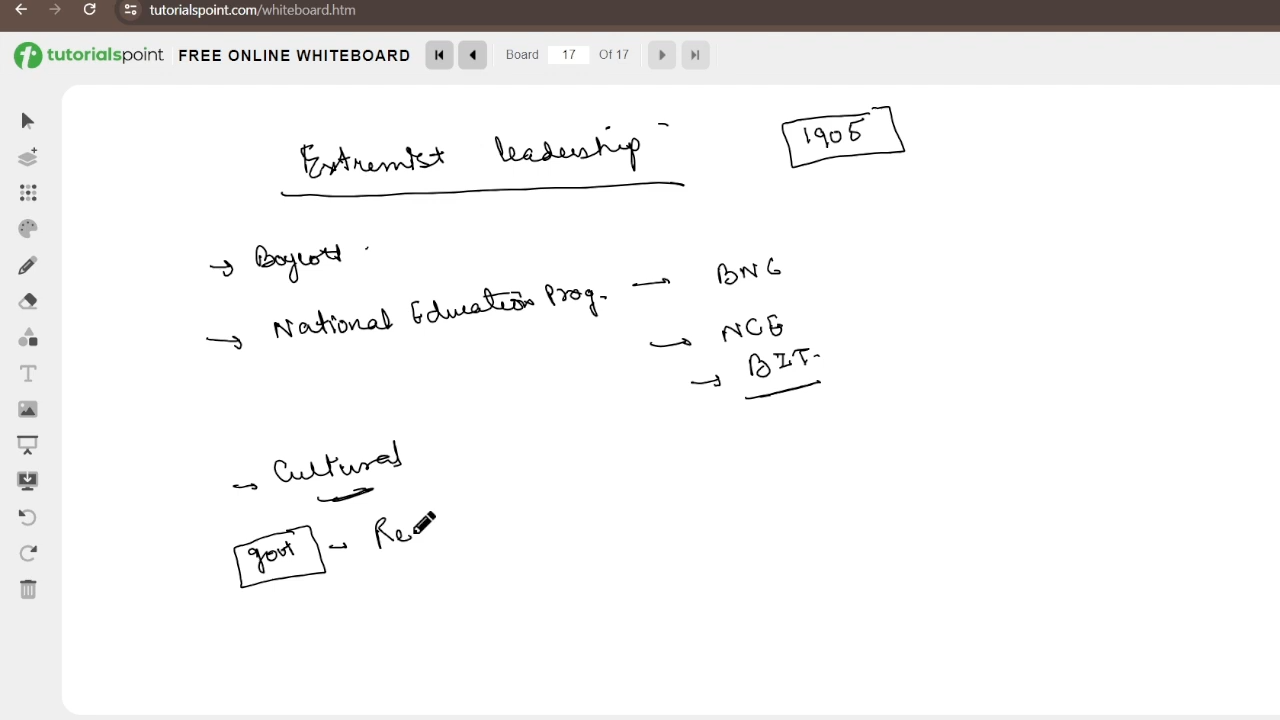 tutorialspoint.com/whiteboard.htm
tutorialspoint FREE ONLINE WHITEBOARD Board 17 Of 17
Extremist leadership 1905
→ Boycott
→ National Education Prog. → BNC
→ NCE
→ BIT
→ Cultural
govt → Re